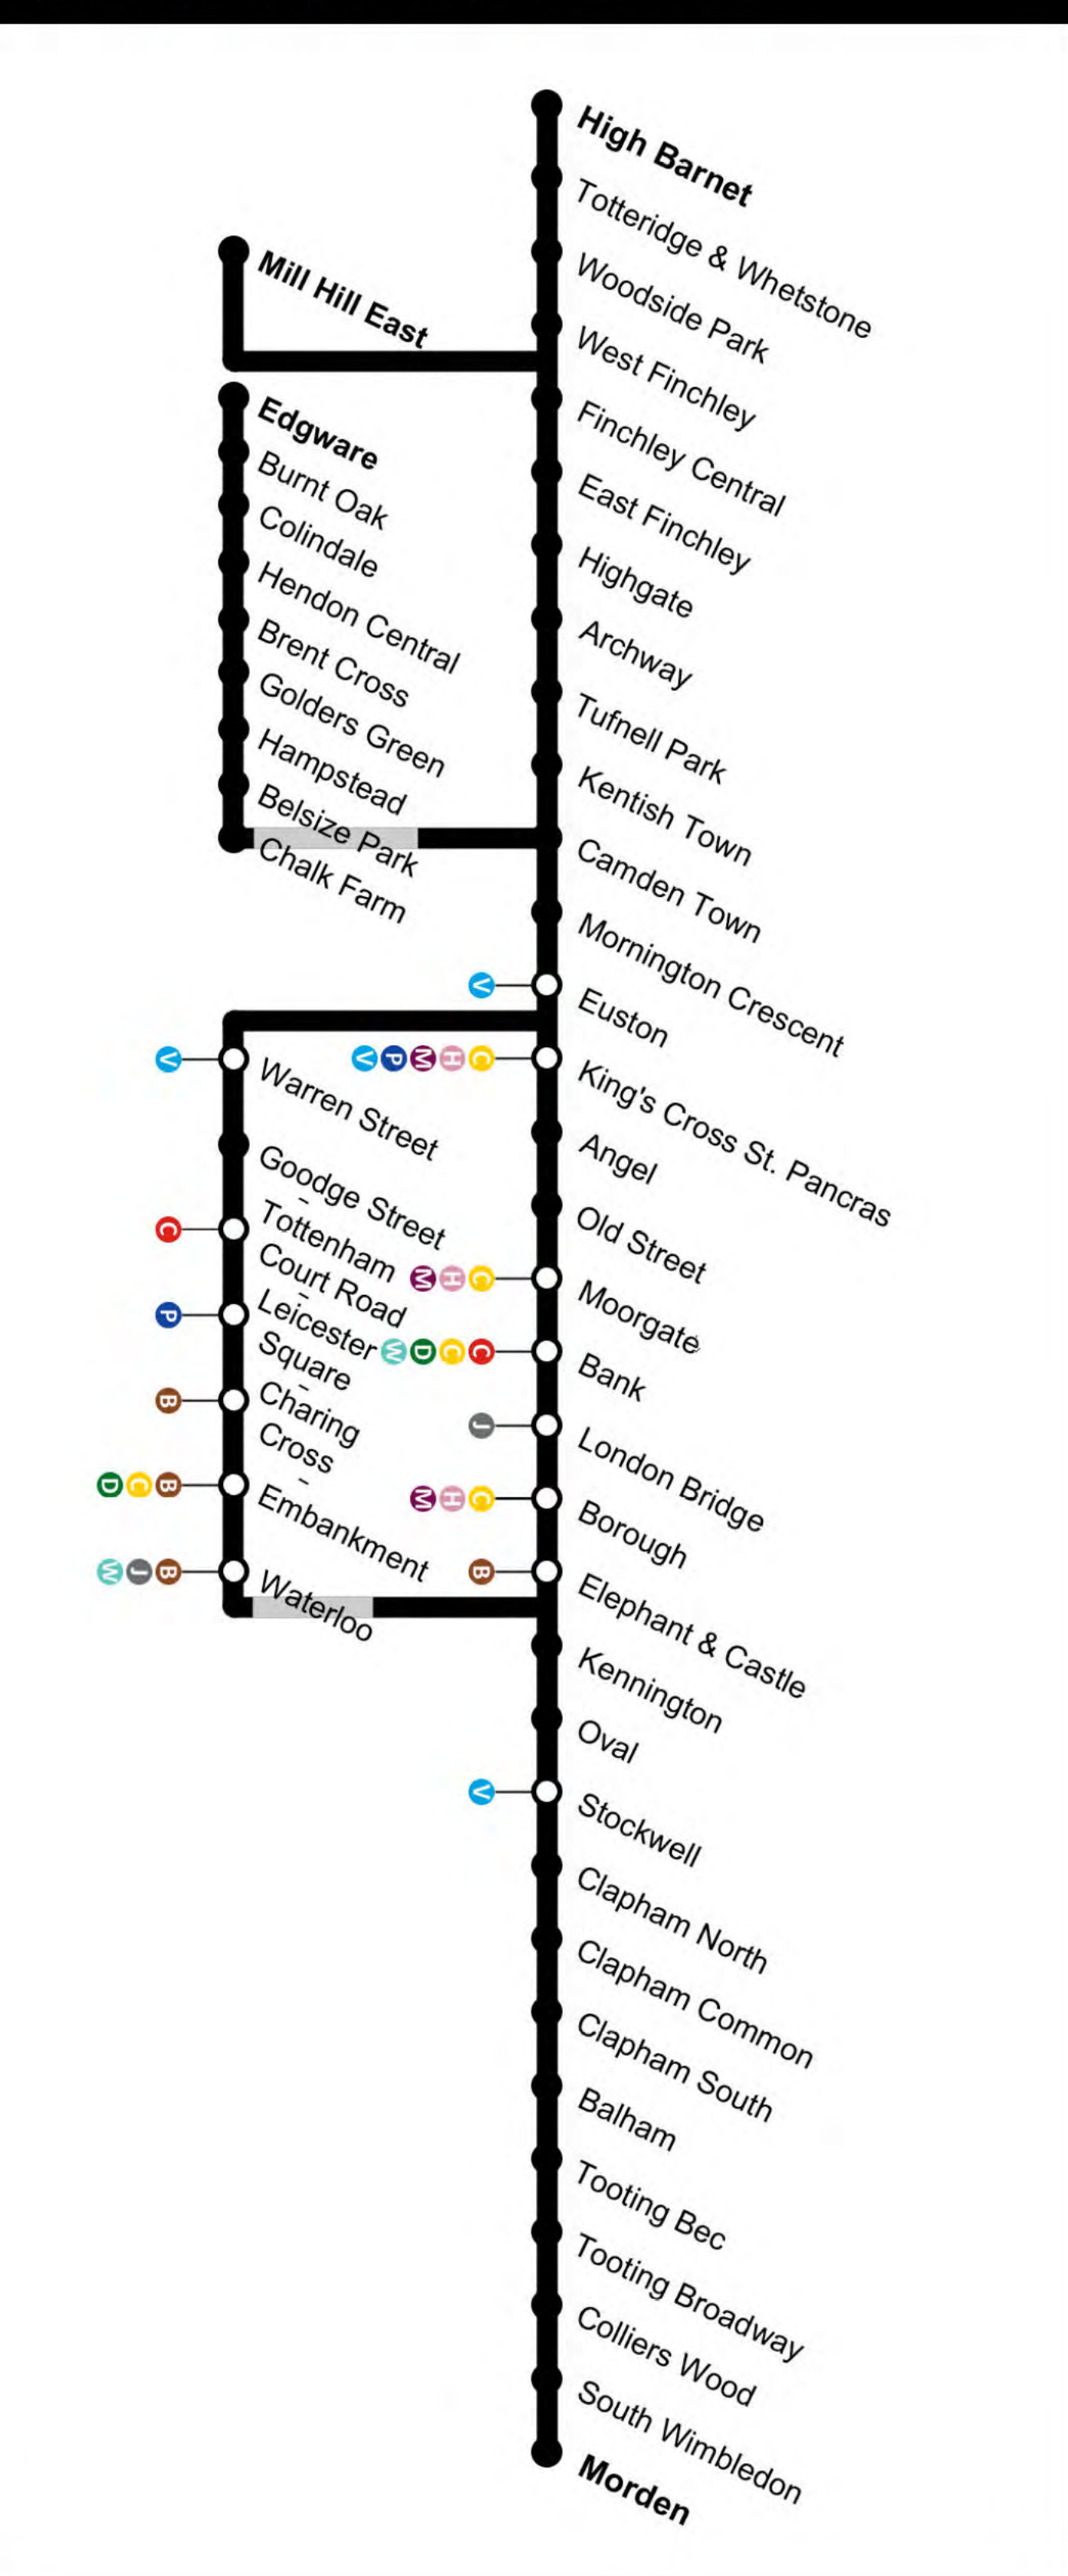 High Barnet
Totteridge & Whetstone
Woodside Park
West Finchley
Mill Hill East
Finchley Central
East Finchley
Highgate
Archway
Tufnell Park
Kentish Town
Edgware
Burnt Oak
Colindale
Hendon Central
Brent Cross
Golders Green
Hampstead
Belsize Park
Chalk Farm
Camden Town
Mornington Crescent
V
Euston
V P M H C
King's Cross St. Pancras
Angel
Old Street
M H C
Moorgate
W D C C
Bank
J
London Bridge
M H C
Borough
B
Elephant & Castle
V
Warren Street
Goodge Street
-
C
Tottenham
Court Road
-
P
Leicester
Square
-
B
Charing
Cross
-
D C B
Embankment
W J B
Waterloo
Kennington
Oval
V
Stockwell
Clapham North
Clapham Common
Clapham South
Balham
Tooting Bec
Tooting Broadway
Colliers Wood
South Wimbledon
Morden